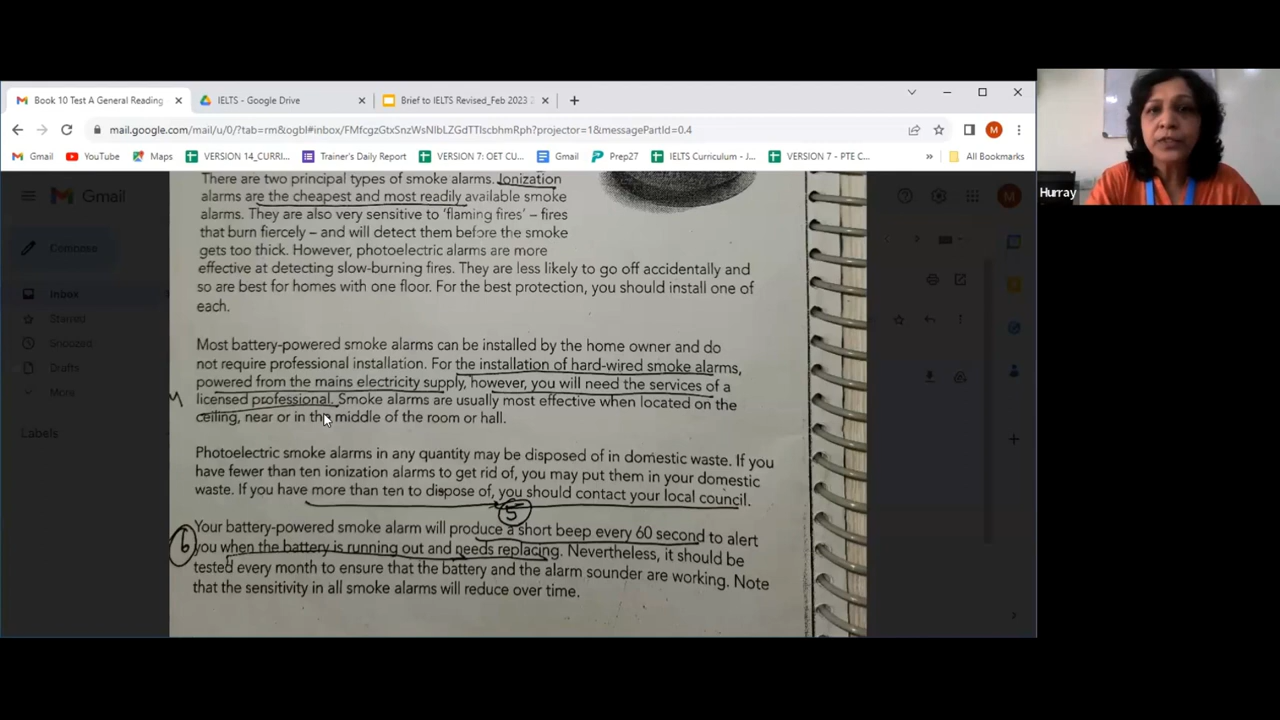 Book 10 Test A General Reading
IELTS - Google Drive
Brief to IELTS Revised_Feb 2023
mail.google.com/mail/u/0/?tab=rm&ogbl#inbox/FMfcgzGtxSnzWsNlbLZGdTTlscbhmRph?projector=1&messagePartId=0.4
M
Gmail
YouTube
Maps
VERSION 14_CURRI...
Trainer's Daily Report
VERSION 7: OET CU...
Gmail
Prep27
IELTS Curriculum - J...
VERSION 7 - PTE C...
»
All Bookmarks
Hurray
Gmail
M
Compose
Inbox
Starred
Snoozed
Drafts
More
Labels
There are two principal types of smoke alarms. Ionization
alarms are the cheapest and most readily available smoke
alarms. They are also very sensitive to 'flaming fires' – fires
that burn fiercely – and will detect them before the smoke
gets too thick. However, photoelectric alarms are more
effective at detecting slow-burning fires. They are less likely to go off accidentally and
so are best for homes with one floor. For the best protection, you should install one of
each.
Most battery-powered smoke alarms can be installed by the home owner and do
not require professional installation. For the installation of hard-wired smoke alarms,
powered from the mains electricity supply, however, you will need the services of a
licensed professional. Smoke alarms are usually most effective when located on the
ceiling, near or in the middle of the room or hall.
Photoelectric smoke alarms in any quantity may be disposed of in domestic waste. If you
have fewer than ten ionization alarms to get rid of, you may put them in your domestic
waste. If you have more than ten to dispose of, you should contact your local council.
5
6
Your battery-powered smoke alarm will produce a short beep every 60 second to alert
you when the battery is running out and needs replacing. Nevertheless, it should be
tested every month to ensure that the battery and the alarm sounder are working. Note
that the sensitivity in all smoke alarms will reduce over time.